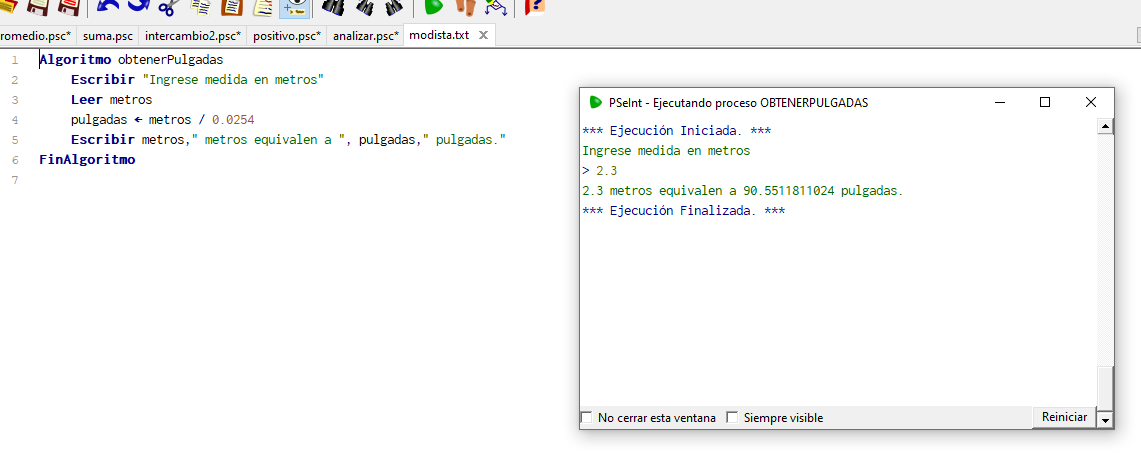 romedio.psc* suma.psc intercambio2.psc* positivo.psc* analizar.psc* modista.txt
1 Algoritmo obtenerPulgadas
2 Escribir "Ingrese medida en metros"
3 Leer metros
4 pulgadas ← metros / 0.0254
5 Escribir metros," metros equivalen a ", pulgadas," pulgadas."
6 FinAlgoritmo
7
PSeInt - Ejecutando proceso OBTENERPULGADAS
*** Ejecución Iniciada. ***
Ingrese medida en metros
> 2.3
2.3 metros equivalen a 90.5511811024 pulgadas.
*** Ejecución Finalizada. ***
No cerrar esta ventana Siempre visible Reiniciar